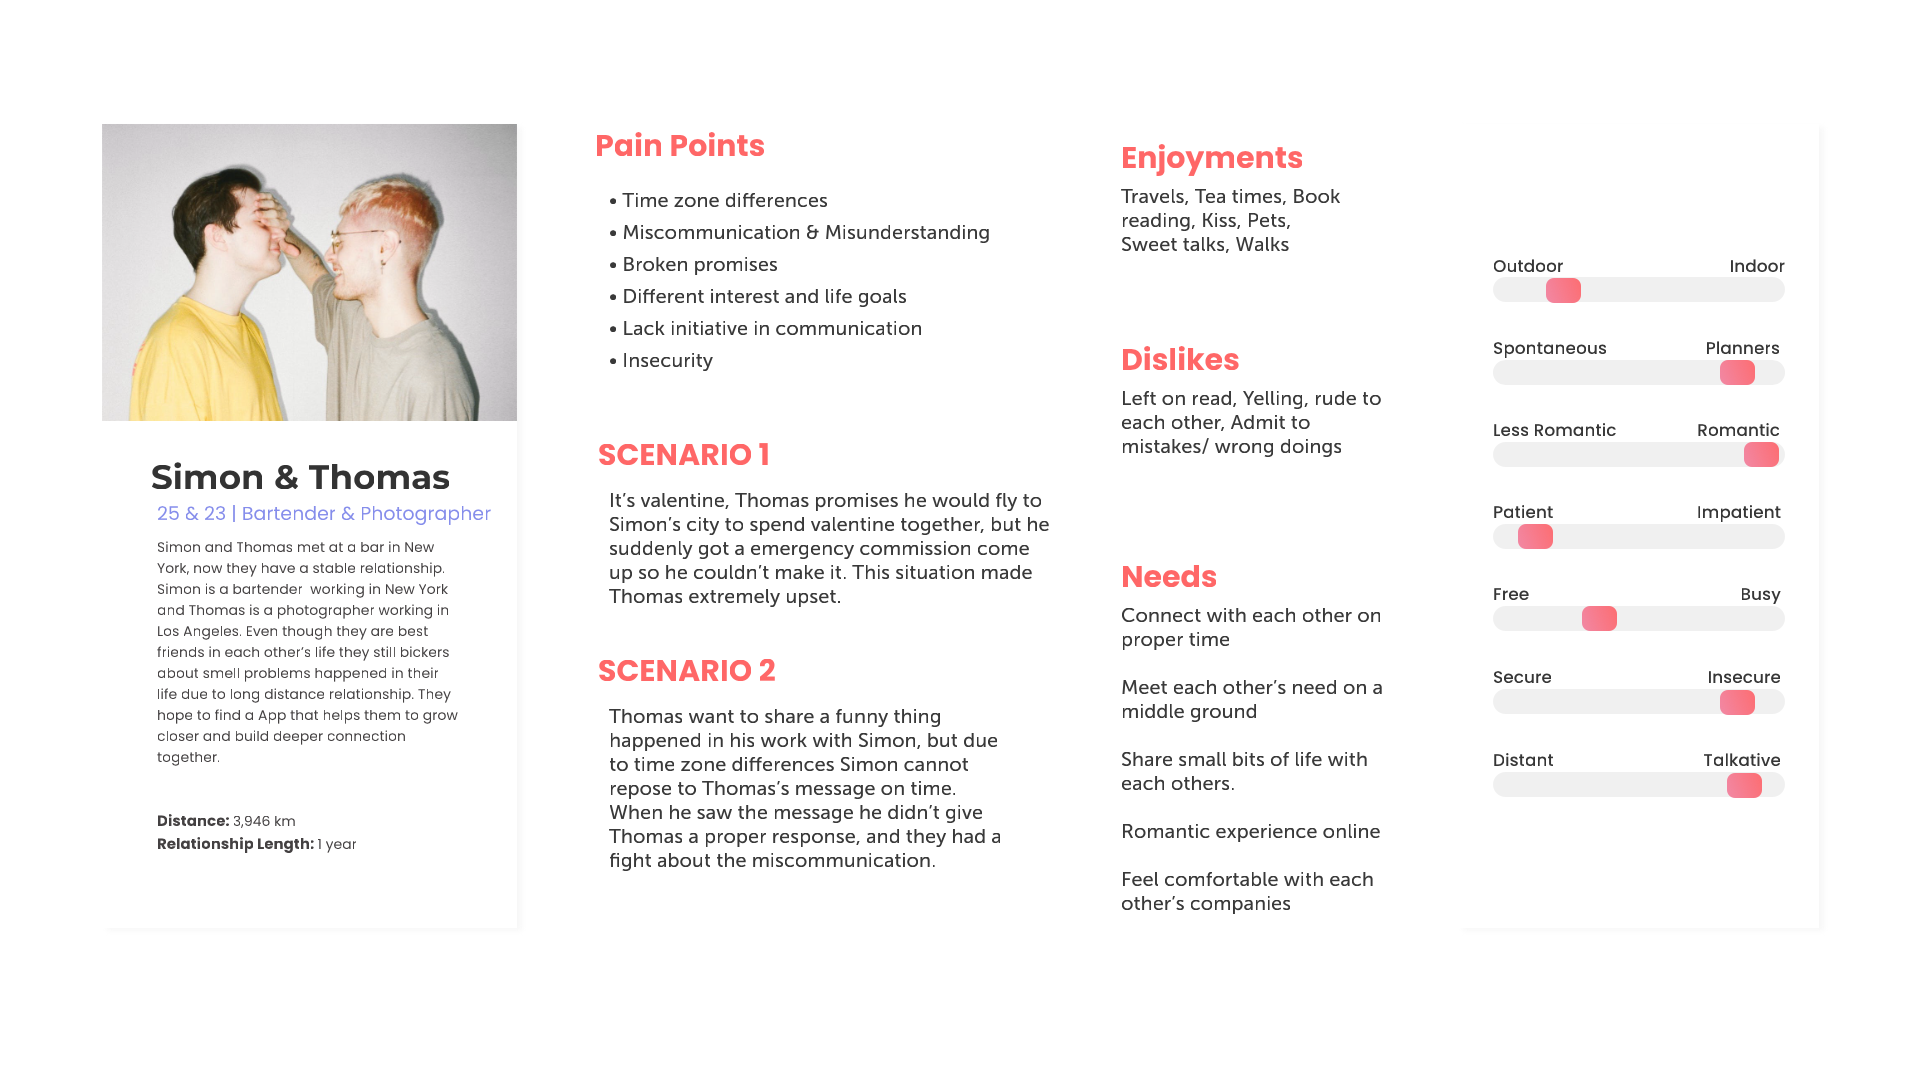 Simon & Thomas
25 & 23 | Bartender & Photographer
Simon and Thomas met at a bar in New
York, now they have a stable relationship.
Simon is a bartender  working in New York
and Thomas is a photographer working in
Los Angeles. Even though they are best
friends in each other’s life they still bickers
about smell problems happened in their
life due to long distance relationship. They
hope to find a App that helps them to grow
closer and build deeper connection
together.
Distance: 3,946 km
Relationship Length: 1 year
Pain Points
• Time zone differences
• Miscommunication & Misunderstanding
• Broken promises
• Different interest and life goals
• Lack initiative in communication
• Insecurity
SCENARIO 1
It’s valentine, Thomas promises he would fly to
Simon’s city to spend valentine together, but he
suddenly got a emergency commission come
up so he couldn’t make it. This situation made
Thomas extremely upset.
SCENARIO 2
Thomas want to share a funny thing
happened in his work with Simon, but due
to time zone differences Simon cannot
repose to Thomas’s message on time.
When he saw the message he didn’t give
Thomas a proper response, and they had a
fight about the miscommunication.
Enjoyments
Travels, Tea times, Book
reading, Kiss, Pets,
Sweet talks, Walks
Dislikes
Left on read, Yelling, rude to
each other, Admit to
mistakes/ wrong doings
Needs
Connect with each other on
proper time
Meet each other’s need on a
middle ground
Share small bits of life with
each others.
Romantic experience online
Feel comfortable with each
other’s companies
Outdoor Indoor
Spontaneous Planners
Less Romantic Romantic
Patient Impatient
Free Busy
Secure Insecure
Distant Talkative